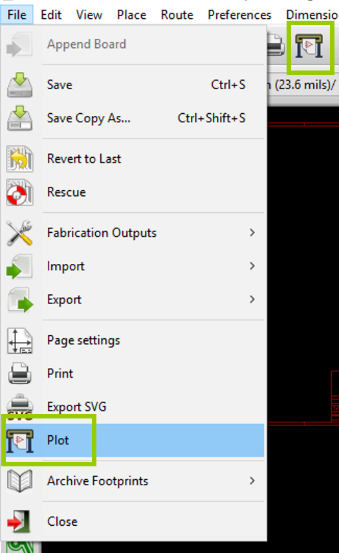 File Edit View Place Route Preferences Dimensio
Append Board
n (23.6 mils)/
Save Ctrl+S
Save Copy As... Ctrl+Shift+S
Revert to Last
Rescue
Fabrication Outputs
Import
Export
Page settings
Print
SVG
Export SVG
Plot
Archive Footprints
Close